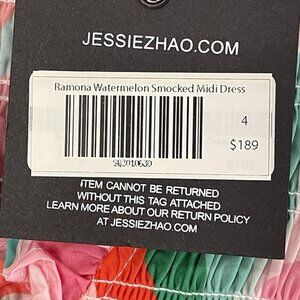 JESSIEZHAO.COM
Ramona Watermelon Smocked Midi Dress
4
$189
ITEM CANNOT BE RETURNED
WITHOUT THIS TAG ATTACHED
LEARN MORE ABOUT OUR RETURN POLICY
AT JESSIEZHAO.COM